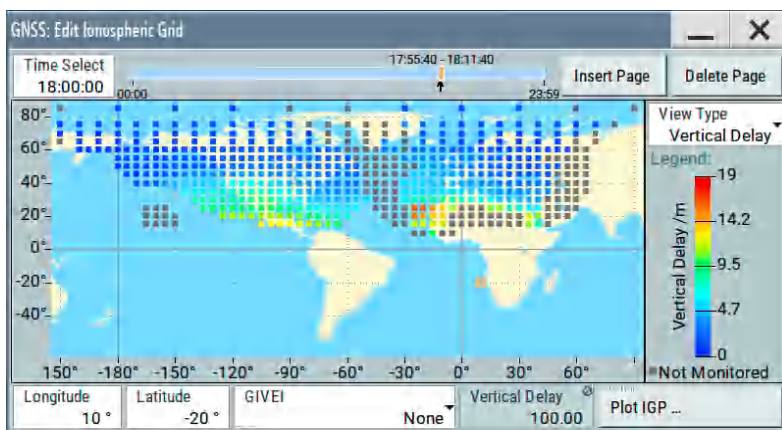 GNSS: Edit Ionospheric Grid
Time Select
18:00:00
17:55:40 - 18:11:40
00:00
23:59
Insert Page
Delete Page
80°
60°
40°
20°
0°
-20°
-40°
150°
-180°
-150°
-120°
-90°
-60°
-30°
0°
30°
60°
View Type
Vertical Delay
Legend:
Vertical Delay /m
19
14.2
9.5
4.7
0
Not Monitored
Longitude
10 °
Latitude
-20 °
GIVEI
None
Vertical Delay
100.00
Plot IGP ...